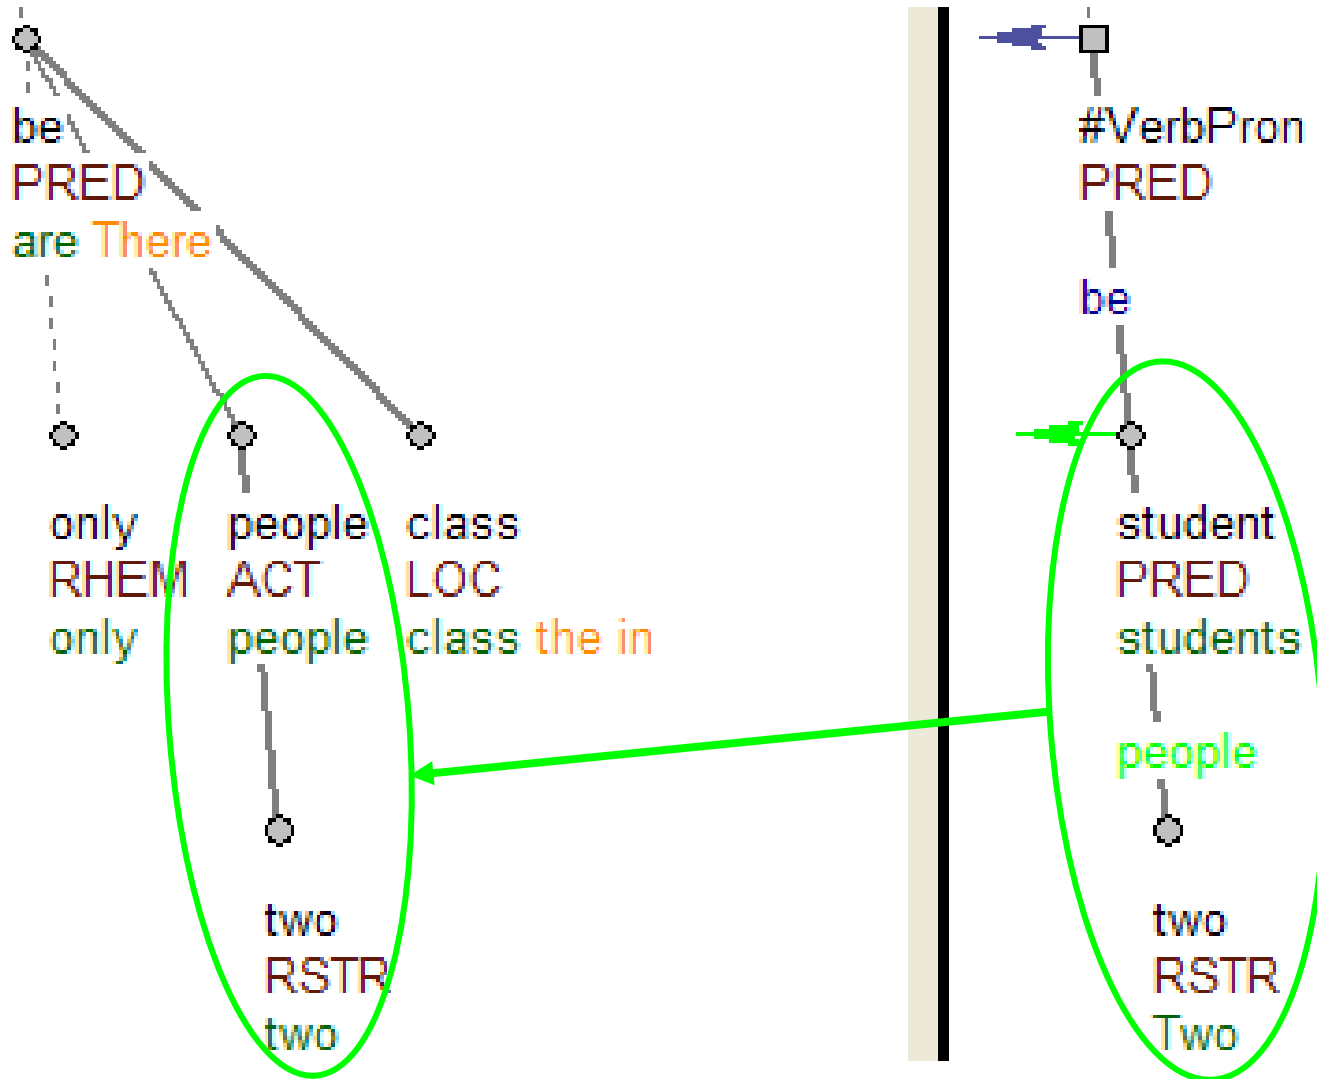 be
PRED
are There
only people class
RHEM ACT LOC
only people class the in
two
RSTR
two
#VerbPron
PRED
be
student
PRED
students
people
two
RSTR
Two